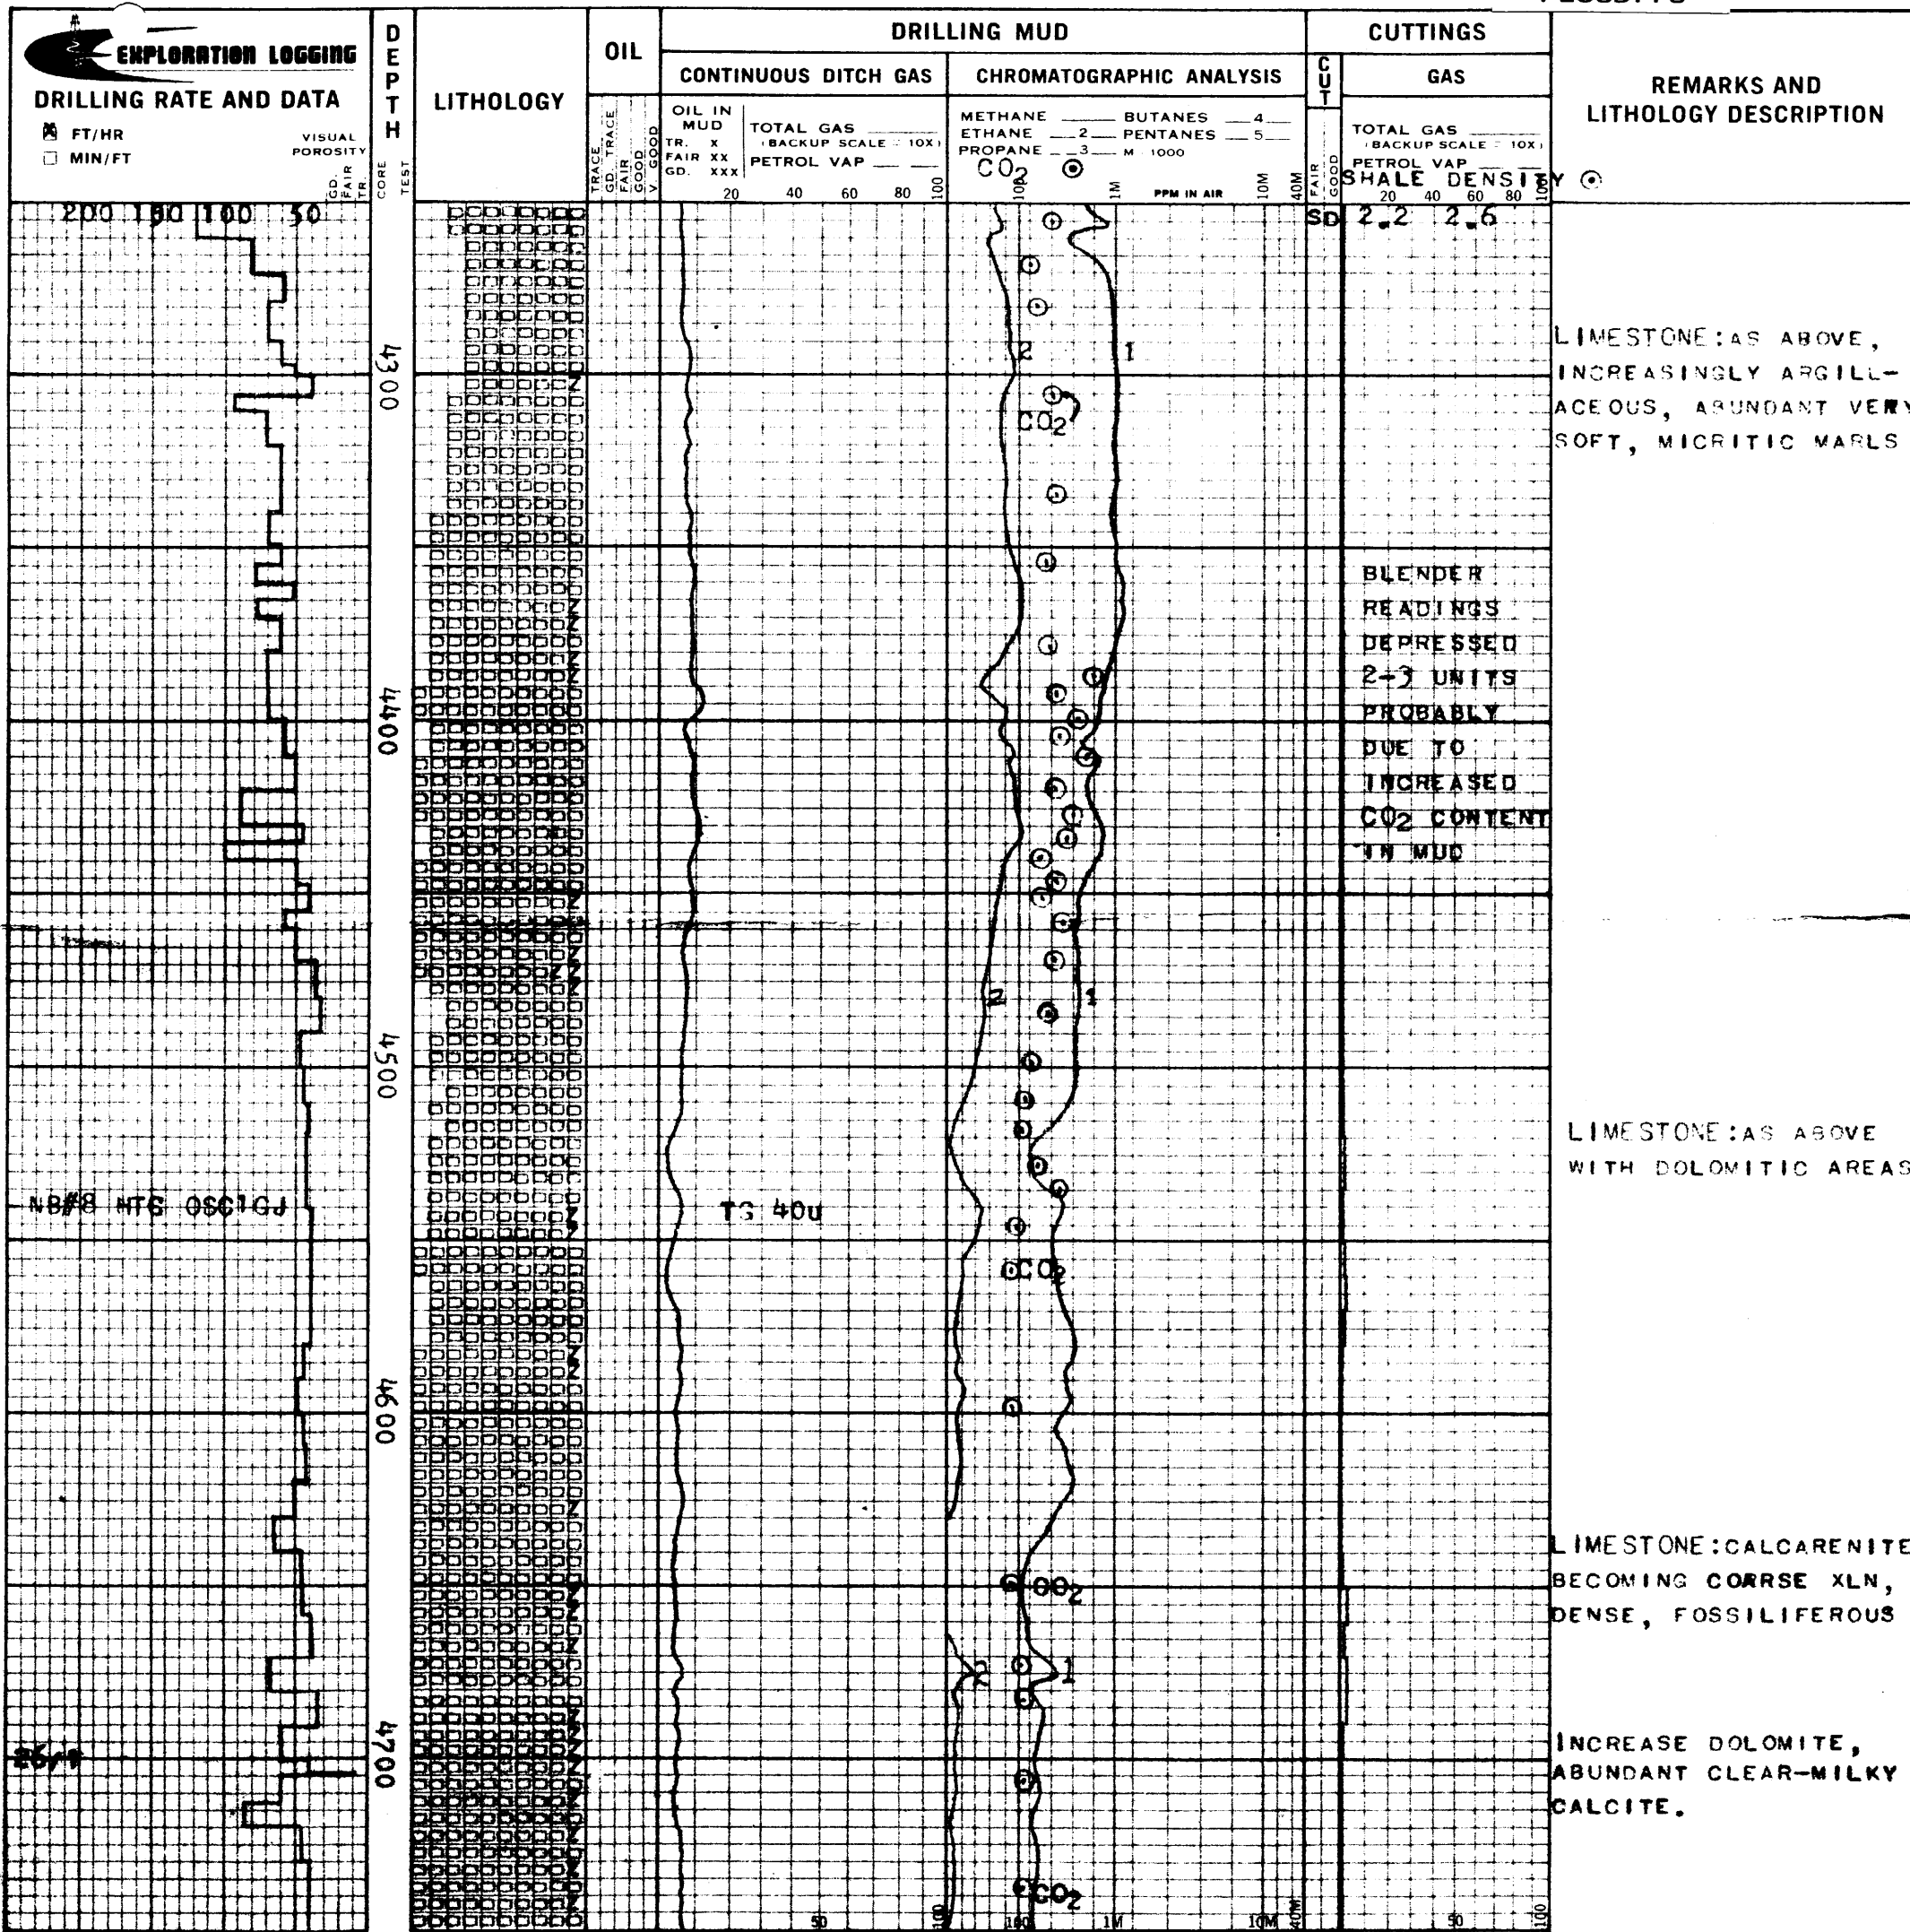 EXPLORATION LOGGING
DRILLING RATE AND DATA
FT/HR
MIN/FT
VISUAL
POROSITY
GD.
FAIR
TR.
DEPTH
CORE
TEST
LITHOLOGY
OIL
TRACE
GD. TRACE
FAIR
GOOD
V. GOOD
DRILLING MUD
CONTINUOUS DITCH GAS
OIL IN
MUD
TR. X
FAIR XX
GD. XXX
TOTAL GAS
(BACKUP SCALE = 10X)
PETROL VAP
20 40 60 80 100
CHROMATOGRAPHIC ANALYSIS
METHANE BUTANES 4
ETHANE 2 PENTANES 5
PROPANE 3 M 1000
CO2
100 1M PPM IN AIR 10M 40M
CUTTINGS
CUT
FAIR
GOOD
GAS
TOTAL GAS
(BACKUP SCALE = 10X)
PETROL VAP
SHALE DENSITY
20 40 60 80 100
REMARKS AND
LITHOLOGY DESCRIPTION
200 150 100 50
SD 2.2 2.6
2 1
LIMESTONE:AS ABOVE,
INCREASINGLY ARGILL-
ACEOUS, ABUNDANT VERY
SOFT, MICRITIC MARLS
4300
CO2
BLENDER
READINGS
DEPRESSED
2-3 UNITS
PROBABLY
DUE TO
INCREASED
CO2 CONTENT
IN MUD
4400
2 1
4500
LIMESTONE:AS ABOVE
WITH DOLOMITIC AREAS
NB#8 HTC OSC1GJ
TG 40U
CO2
4600
LIMESTONE:CALCARENITE
BECOMING COARSE XLN,
DENSE, FOSSILIFEROUS
CO2
2 1
4700
INCREASE DOLOMITE,
ABUNDANT CLEAR-MILKY
CALCITE.
CO2
50 100 100 1M 10M 40M 50 100